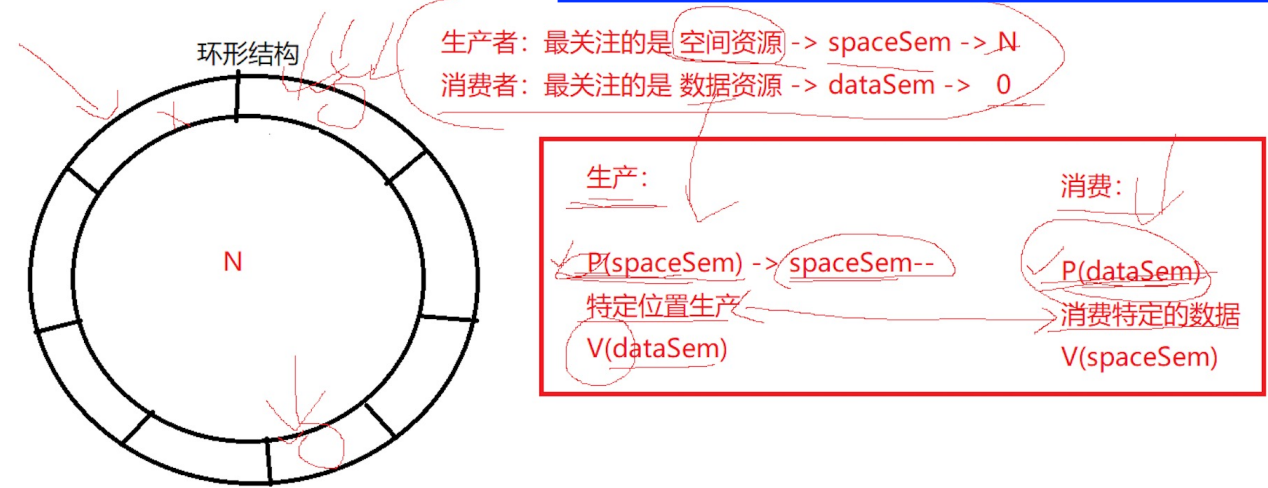 环形结构
生产者：最关注的是 空间资源 -> spaceSem -> N
消费者：最关注的是 数据资源 -> dataSem -> 0
N
生产：
P(spaceSem) -> spaceSem--
特定位置生产
V(dataSem)
消费：
P(dataSem)
消费特定的数据
V(spaceSem)